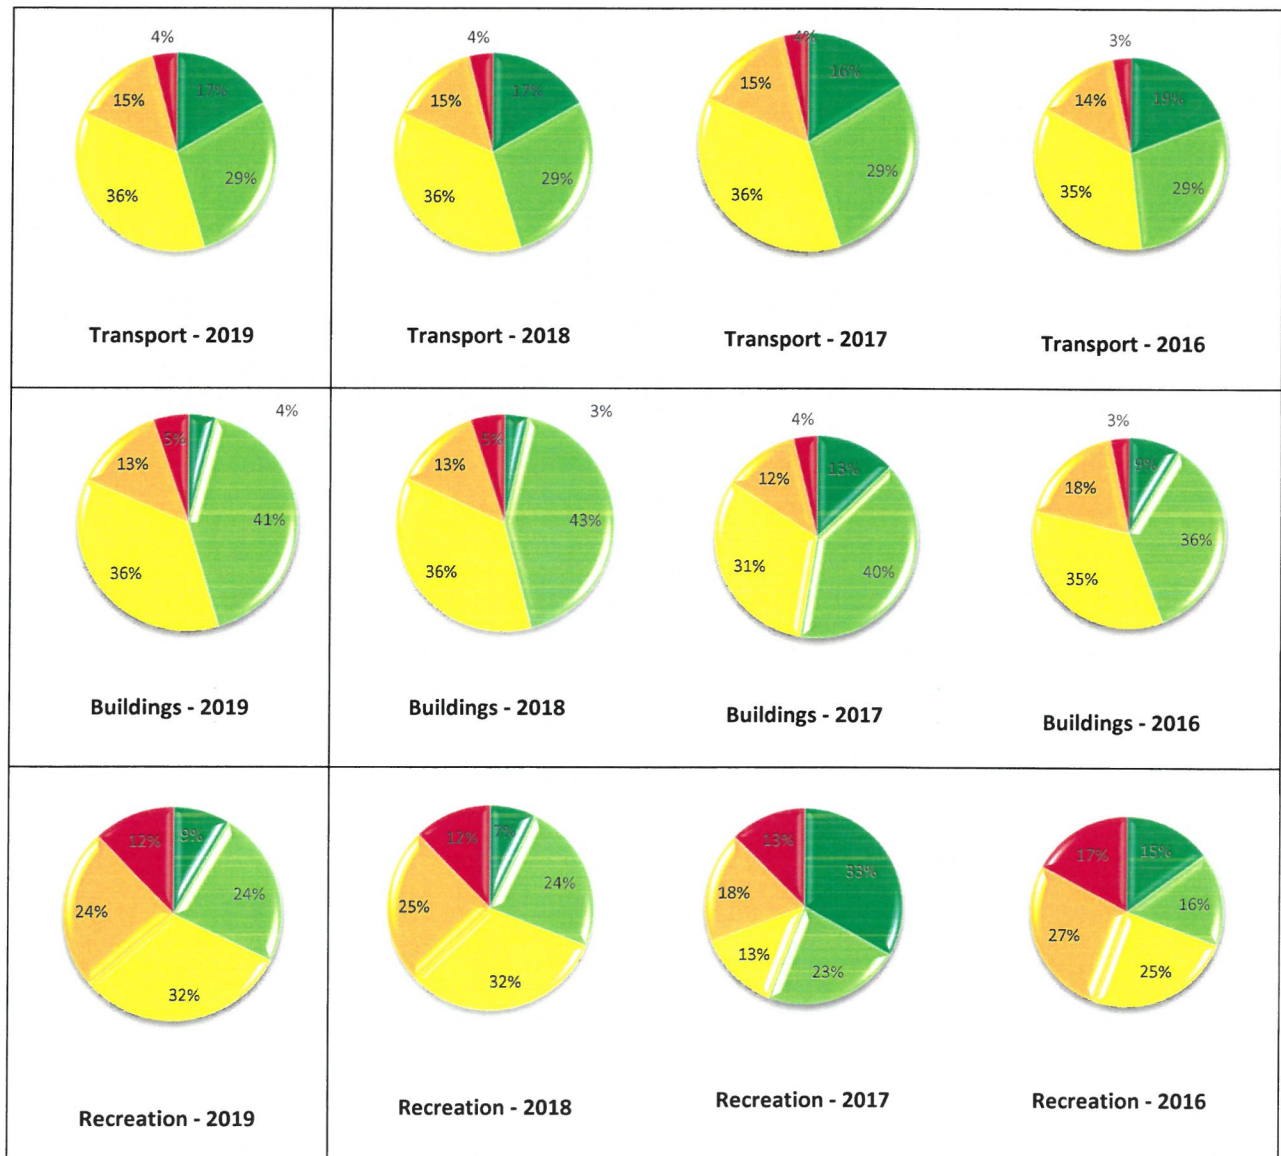 4% 4% 4% 3%
17% 17% 16% 19%
15% 15% 15% 14%
29% 29% 29% 29%
36% 36% 36% 35%
Transport - 2019 Transport - 2018 Transport - 2017 Transport - 2016
4% 3% 4% 3%
5% 5% 13% 9%
13% 13% 12% 18%
41% 43% 40% 36%
36% 36% 31% 35%
Buildings - 2019 Buildings - 2018 Buildings - 2017 Buildings - 2016
12% 9% 12% 7% 13% 33% 17% 15%
24% 24% 25% 24% 18% 23% 27% 16%
32% 32% 13% 25%
Recreation - 2019 Recreation - 2018 Recreation - 2017 Recreation - 2016